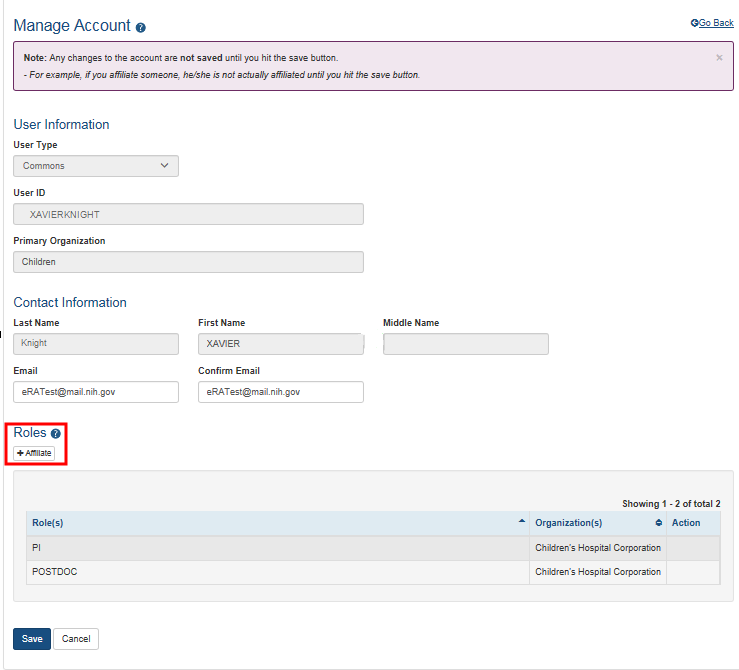 Manage Account ?
Go Back
Note: Any changes to the account are not saved until you hit the save button.
×
- For example, if you affiliate someone, he/she is not actually affiliated until you hit the save button.
User Information
User Type
Commons
User ID
XAVIERKNIGHT
Primary Organization
Children
Contact Information
Last Name First Name Middle Name
Knight XAVIER
Email Confirm Email
eRATest@mail.nih.gov eRATest@mail.nih.gov
Roles ?
+ Affiliate
Showing 1 - 2 of total 2
Role(s) Organization(s) Action
PI Children's Hospital Corporation
POSTDOC Children's Hospital Corporation
Save Cancel